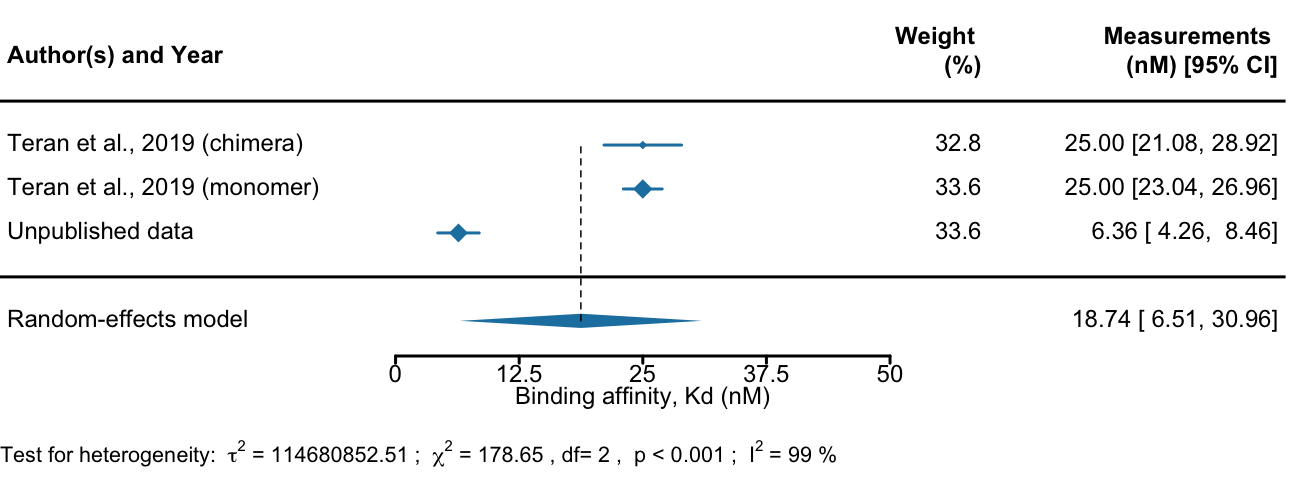 Author(s) and Year Weight (%) Measurements (nM) [95% CI]
Teran et al., 2019 (chimera) 32.8 25.00 [21.08, 28.92]
Teran et al., 2019 (monomer) 33.6 25.00 [23.04, 26.96]
Unpublished data 33.6 6.36 [ 4.26, 8.46]
Random-effects model 18.74 [ 6.51, 30.96]
0 12.5 25 37.5 50
Binding affinity, Kd (nM)
Test for heterogeneity: τ² = 114680852.51 ; χ² = 178.65 , df= 2 , p < 0.001 ; I² = 99 %